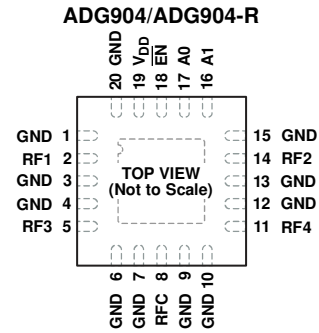 ADG904/ADG904-R
20 GND
19 VDD
18 EN
17 A0
16 A1
GND 1
RF1 2
GND 3
GND 4
RF3 5
TOP VIEW
(Not to Scale)
15 GND
14 RF2
13 GND
12 GND
11 RF4
GND 6
GND 7
RFC 8
GND 9
GND 10